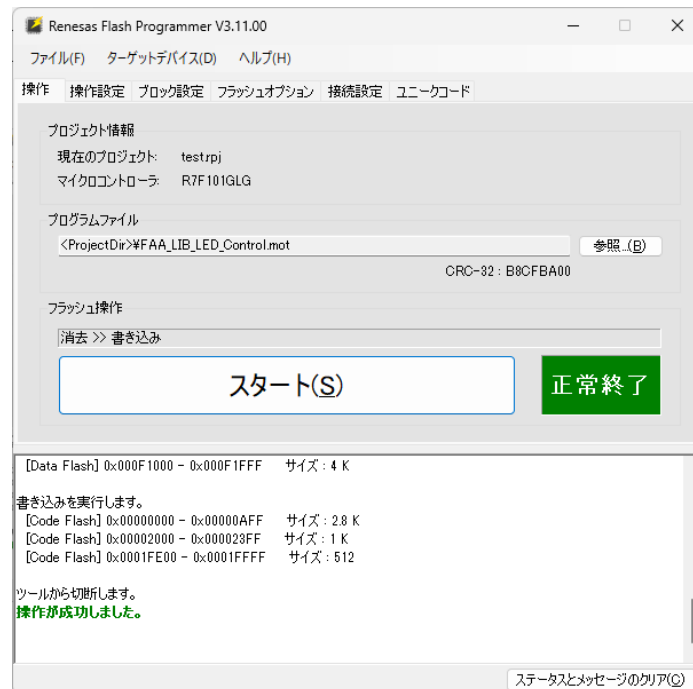 Renesas Flash Programmer V3.11.00
ファイル(F) ターゲットデバイス(D) ヘルプ(H)
操作 操作設定 ブロック設定 フラッシュオプション 接続設定 ユニークコード
プロジェクト情報
現在のプロジェクト: test.rpj
マイクロコントローラ: R7F101GLG
プログラムファイル
<ProjectDir>¥FAA_LIB_LED_Control.mot 参照...(B)
CRC-32 : B8CFBA00
フラッシュ操作
消去 >> 書き込み
スタート(S) 正常終了
[Data Flash] 0x000F1000 - 0x000F1FFF サイズ : 4 K
書き込みを実行します。
[Code Flash] 0x00000000 - 0x00000AFF サイズ : 2.8 K
[Code Flash] 0x00002000 - 0x000023FF サイズ : 1 K
[Code Flash] 0x0001FE00 - 0x0001FFFF サイズ : 512
ツールから切断します。
操作が成功しました。
ステータスとメッセージのクリア(C)